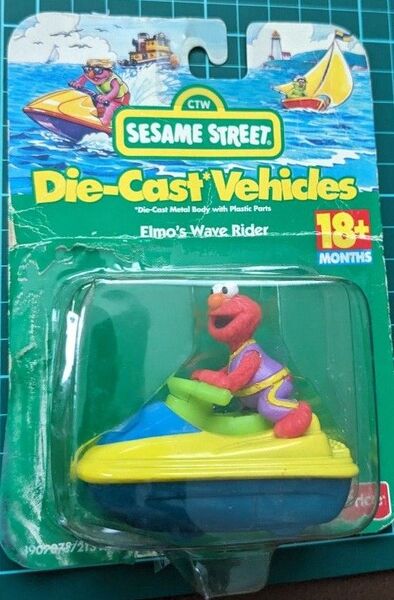 CTW
SESAME STREET
Die-Cast* Vehicles
*Die-Cast Metal Body with Plastic Parts
Elmo's Wave Rider
18+
MONTHS